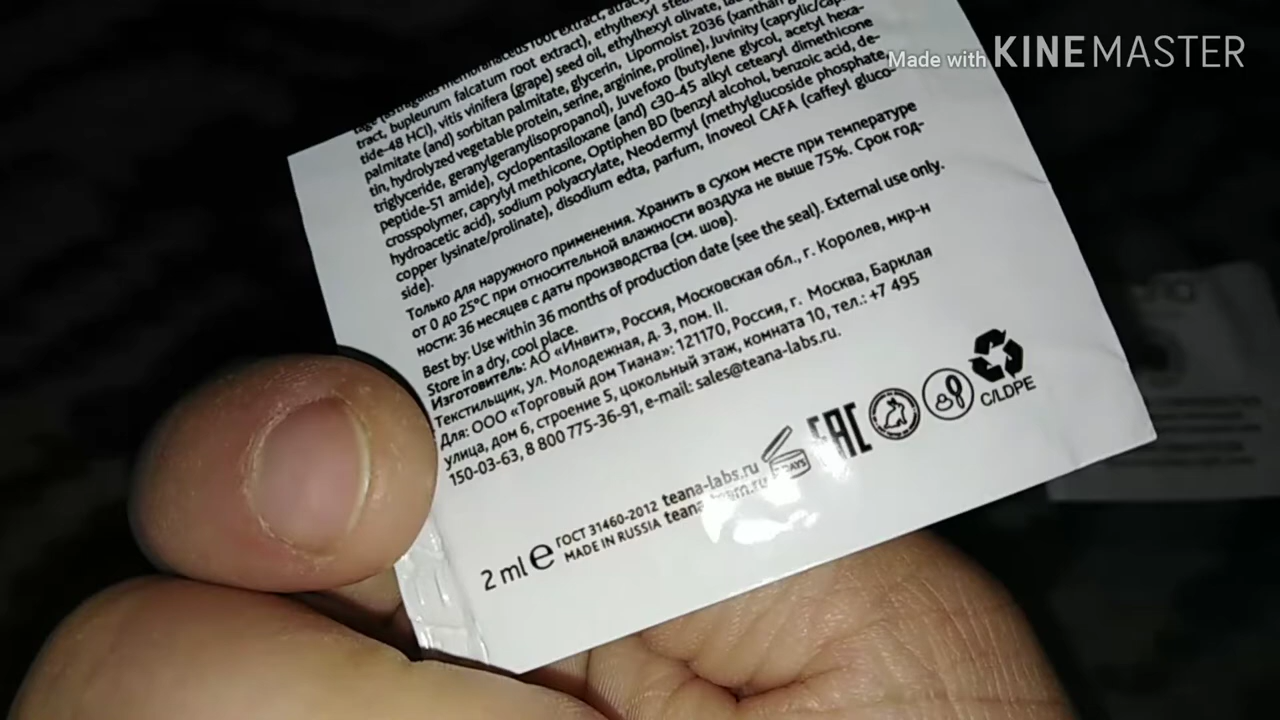 Made with KINEMASTER
membranaceus root extract,
tract, bupleurum falcatum root extract), ethylhexyl
tide-48 HCl), vitis vinifera (grape) seed oil, ethylhexyl olivate,
palmitate (and) sorbitan palmitate, glycerin, Lipomoist 2036 (xanthan
tin, hydrolyzed vegetable protein, serine, arginine, proline), Juvinity (caprylic/capric
triglyceride, geranylgeranylisopropanol), Juvefoxo (butylene glycol, acetyl hexa-
peptide-51 amide), cyclopentasiloxane (and) c30-45 alkyl cetearyl dimethicone
crosspolymer, caprylyl methicone, Optiphen BD (benzyl alcohol, benzoic acid, de-
hydroacetic acid), sodium polyacrylate, Neodermyl (methylglucoside phosphate
copper lysinate/prolinate), disodium edta, parfum, Inoveol CAFA (caffeyl gluco-
side).
Только для наружного применения. Хранить в сухом месте при температуре
от 0 до 25°С при относительной влажности воздуха не выше 75%. Срок год-
ности: 36 месяцев с даты производства (см. шов).
Best by: Use within 36 months of production date (see the seal). External use only.
Store in a dry, cool place.
Изготовитель: АО «Инвит», Россия, Московская обл., г. Королев, мкр-н
Текстильщик, ул. Молодежная, д. 3, пом. II.
Для: ООО «Торговый дом Тиана»: 121170, Россия, г. Москва, Барклая
улица, дом 6, строение 5, цокольный этаж, комната 10, тел.: +7 495
150-03-63, 8 800 775-36-91, e-mail: sales@teana-labs.ru.
2 ml e ГОСТ 31460-2012 teana-labs.ru
MADE IN RUSSIA
DAYS
EAC
C/LDPE